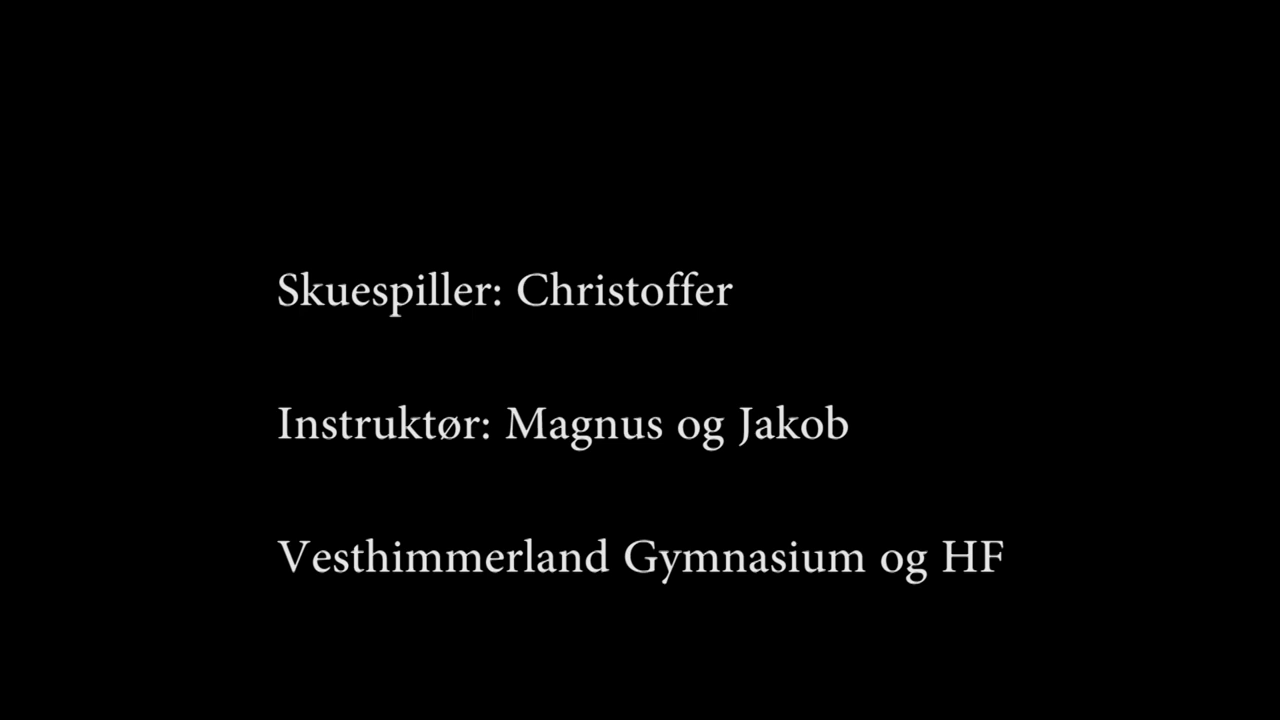 Skuespiller: Christoffer
Instruktør: Magnus og Jakob
Vesthimmerland Gymnasium og HF